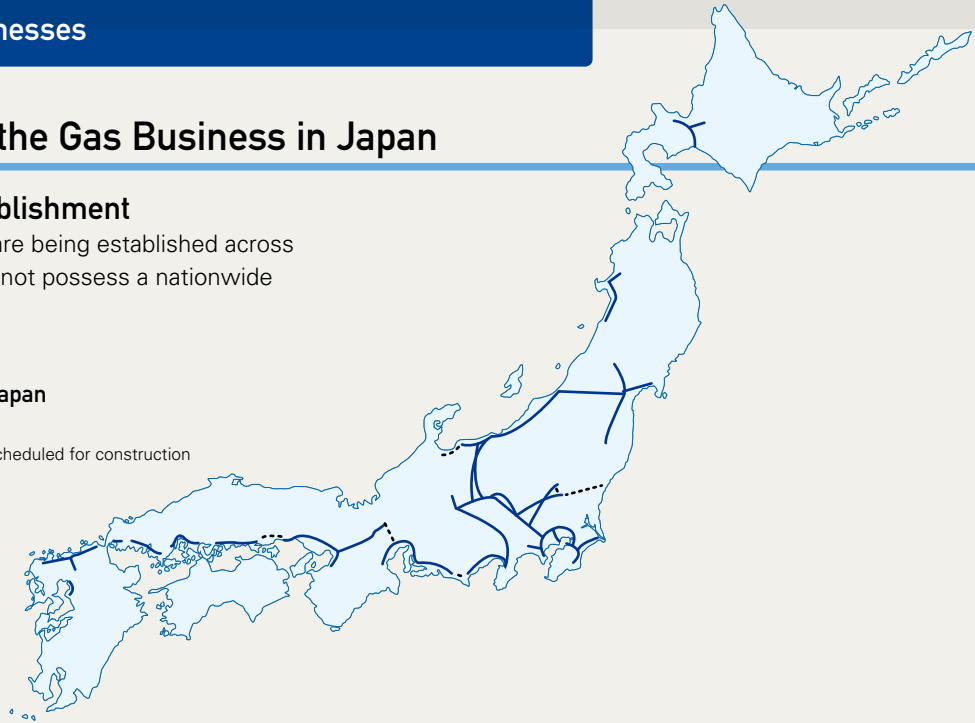 nesses
the Gas Business in Japan
blishment
are being established across
not possess a nationwide
apan
cheduled for construction